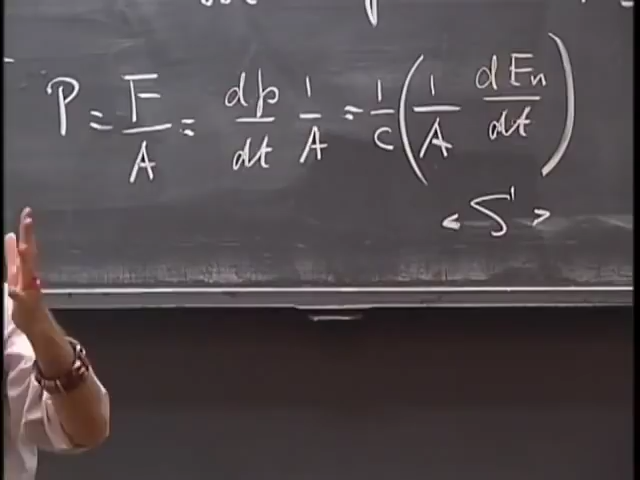 P = F/A = dp/dt 1/A = 1/c (1/A dEn/dt)
<S>